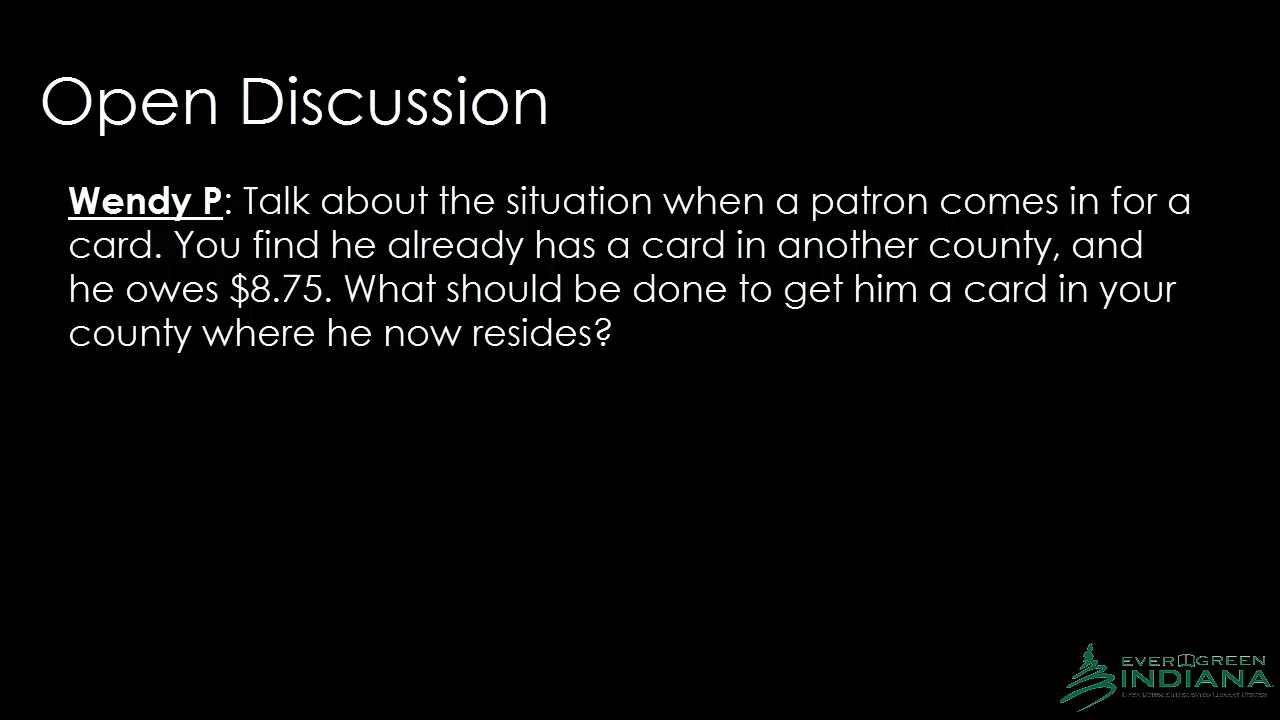 Open Discussion
Wendy P: Talk about the situation when a patron comes in for a
card. You find he already has a card in another county, and
he owes $8.75. What should be done to get him a card in your
county where he now resides?
EVERGREEN
INDIANA